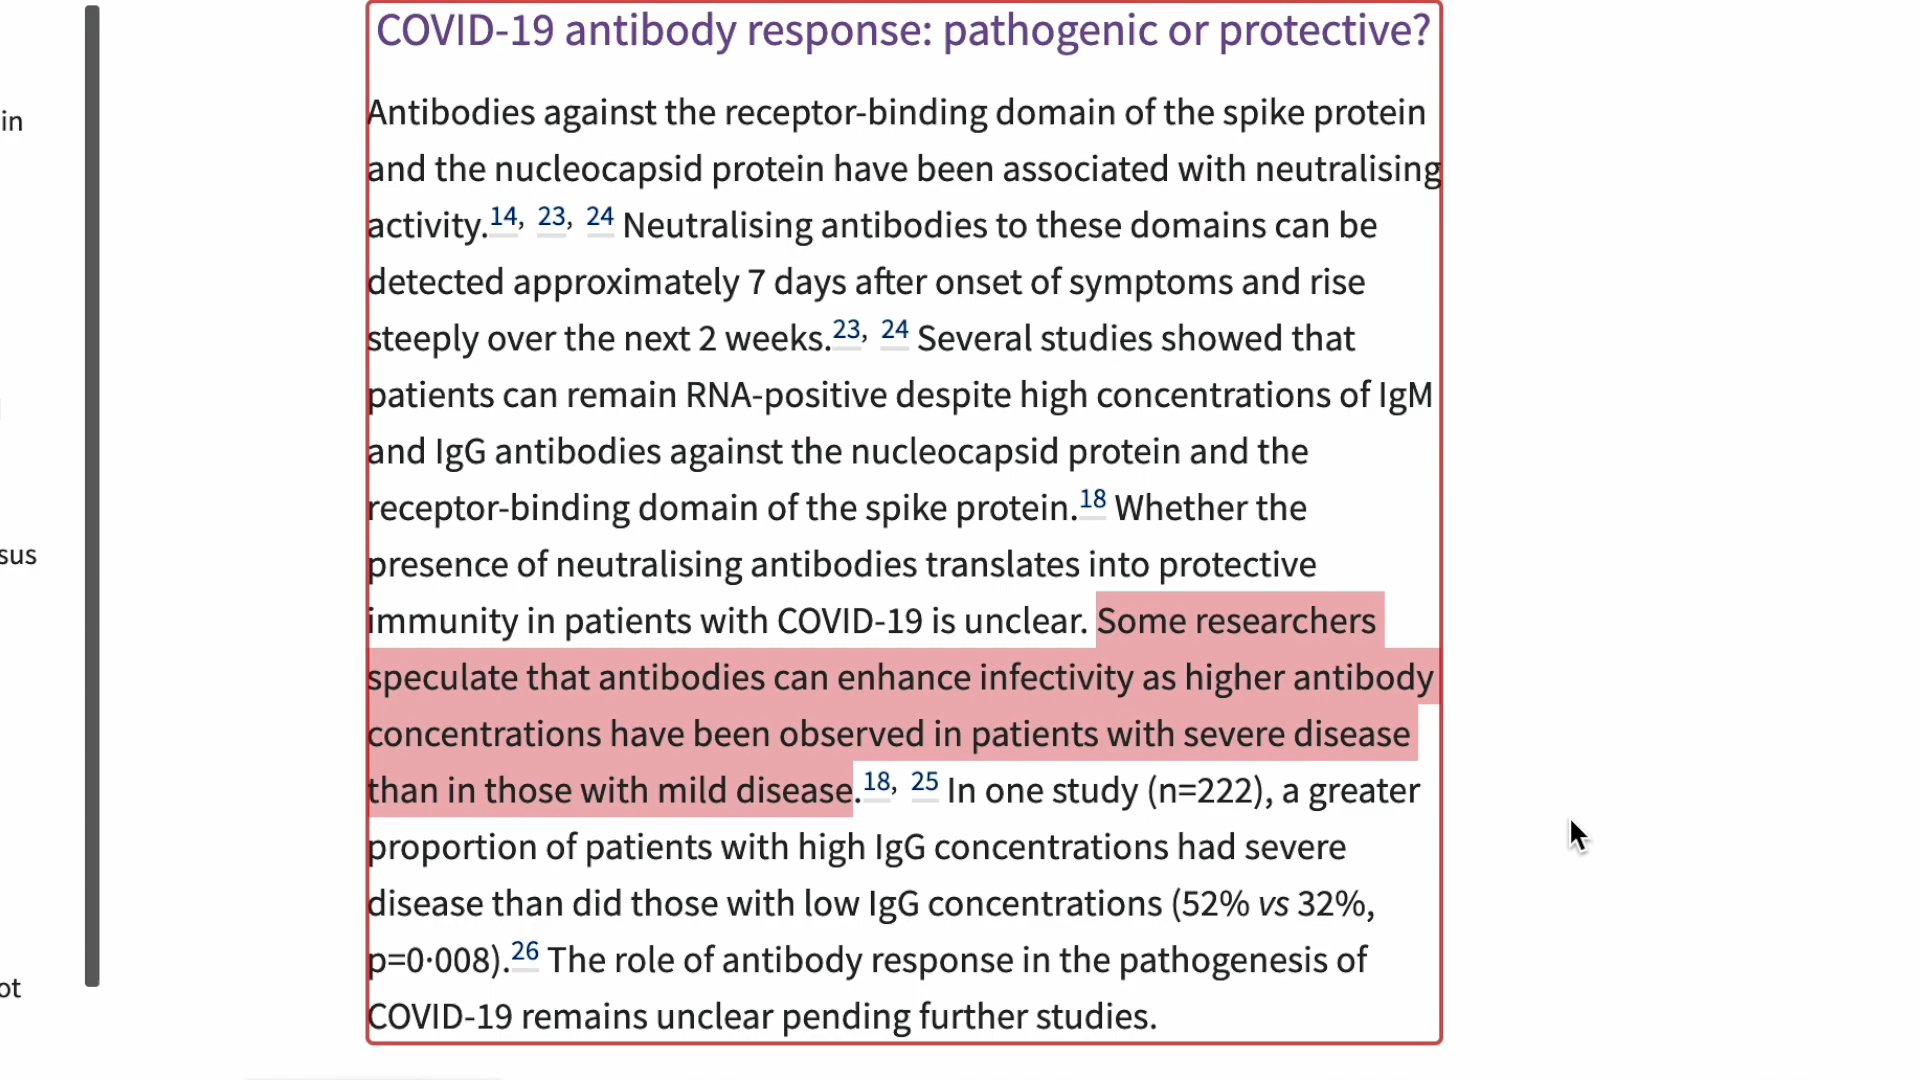 COVID-19 antibody response: pathogenic or protective?
Antibodies against the receptor-binding domain of the spike protein
and the nucleocapsid protein have been associated with neutralising
activity.14, 23, 24 Neutralising antibodies to these domains can be
detected approximately 7 days after onset of symptoms and rise
steeply over the next 2 weeks.23, 24 Several studies showed that
patients can remain RNA-positive despite high concentrations of IgM
and IgG antibodies against the nucleocapsid protein and the
receptor-binding domain of the spike protein.18 Whether the
presence of neutralising antibodies translates into protective
immunity in patients with COVID-19 is unclear. Some researchers
speculate that antibodies can enhance infectivity as higher antibody
concentrations have been observed in patients with severe disease
than in those with mild disease.18, 25 In one study (n=222), a greater
proportion of patients with high IgG concentrations had severe
disease than did those with low IgG concentrations (52% vs 32%,
p=0·008).26 The role of antibody response in the pathogenesis of
COVID-19 remains unclear pending further studies.
in
sus
ot